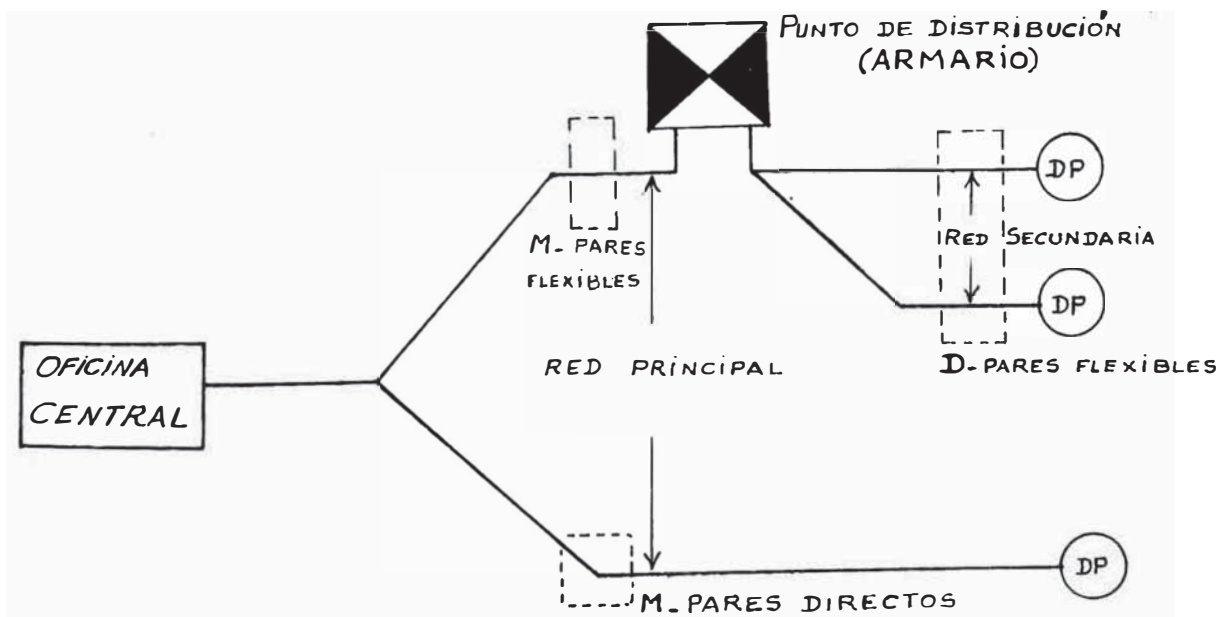 PUNTO DE DISTRIBUCIÓN
(ARMARIO)
DP
M- PARES
FLEXIBLES
RED SECUNDARIA
DP
OFICINA
CENTRAL
RED PRINCIPAL
D- PARES FLEXIBLES
M- PARES DIRECTOS
DP